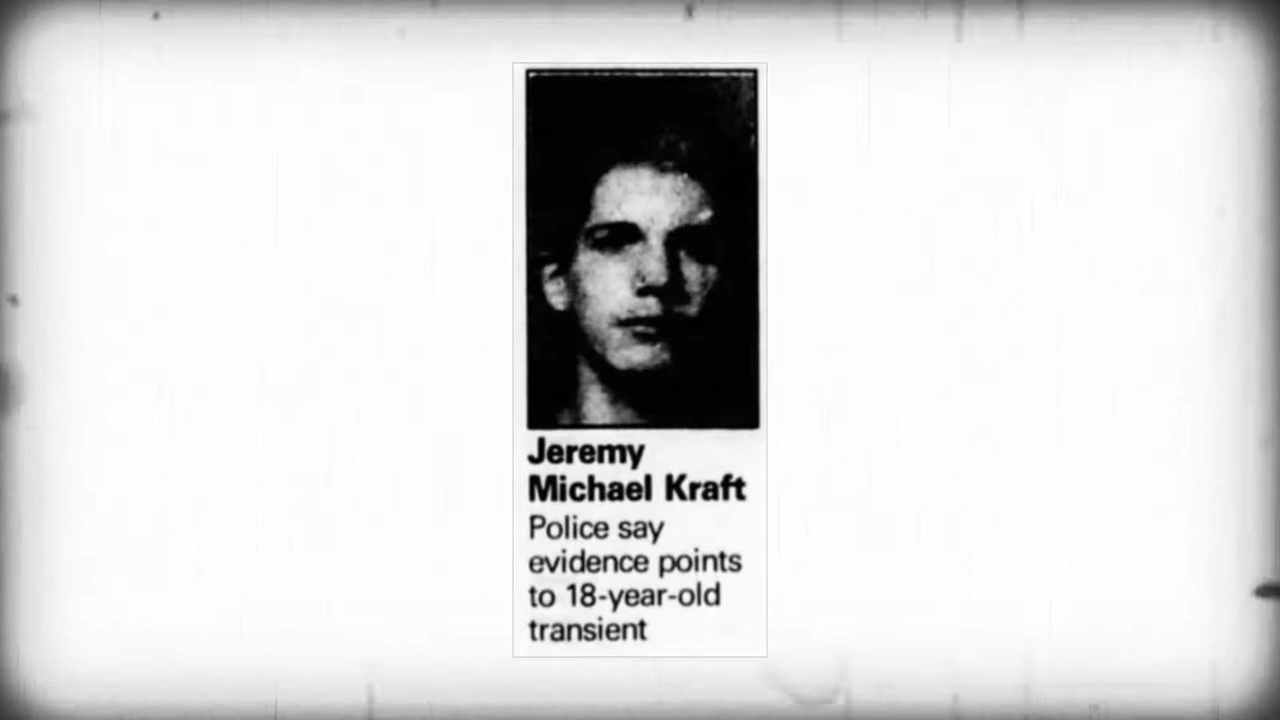 Jeremy
Michael Kraft
Police say
evidence points
to 18-year-old
transient